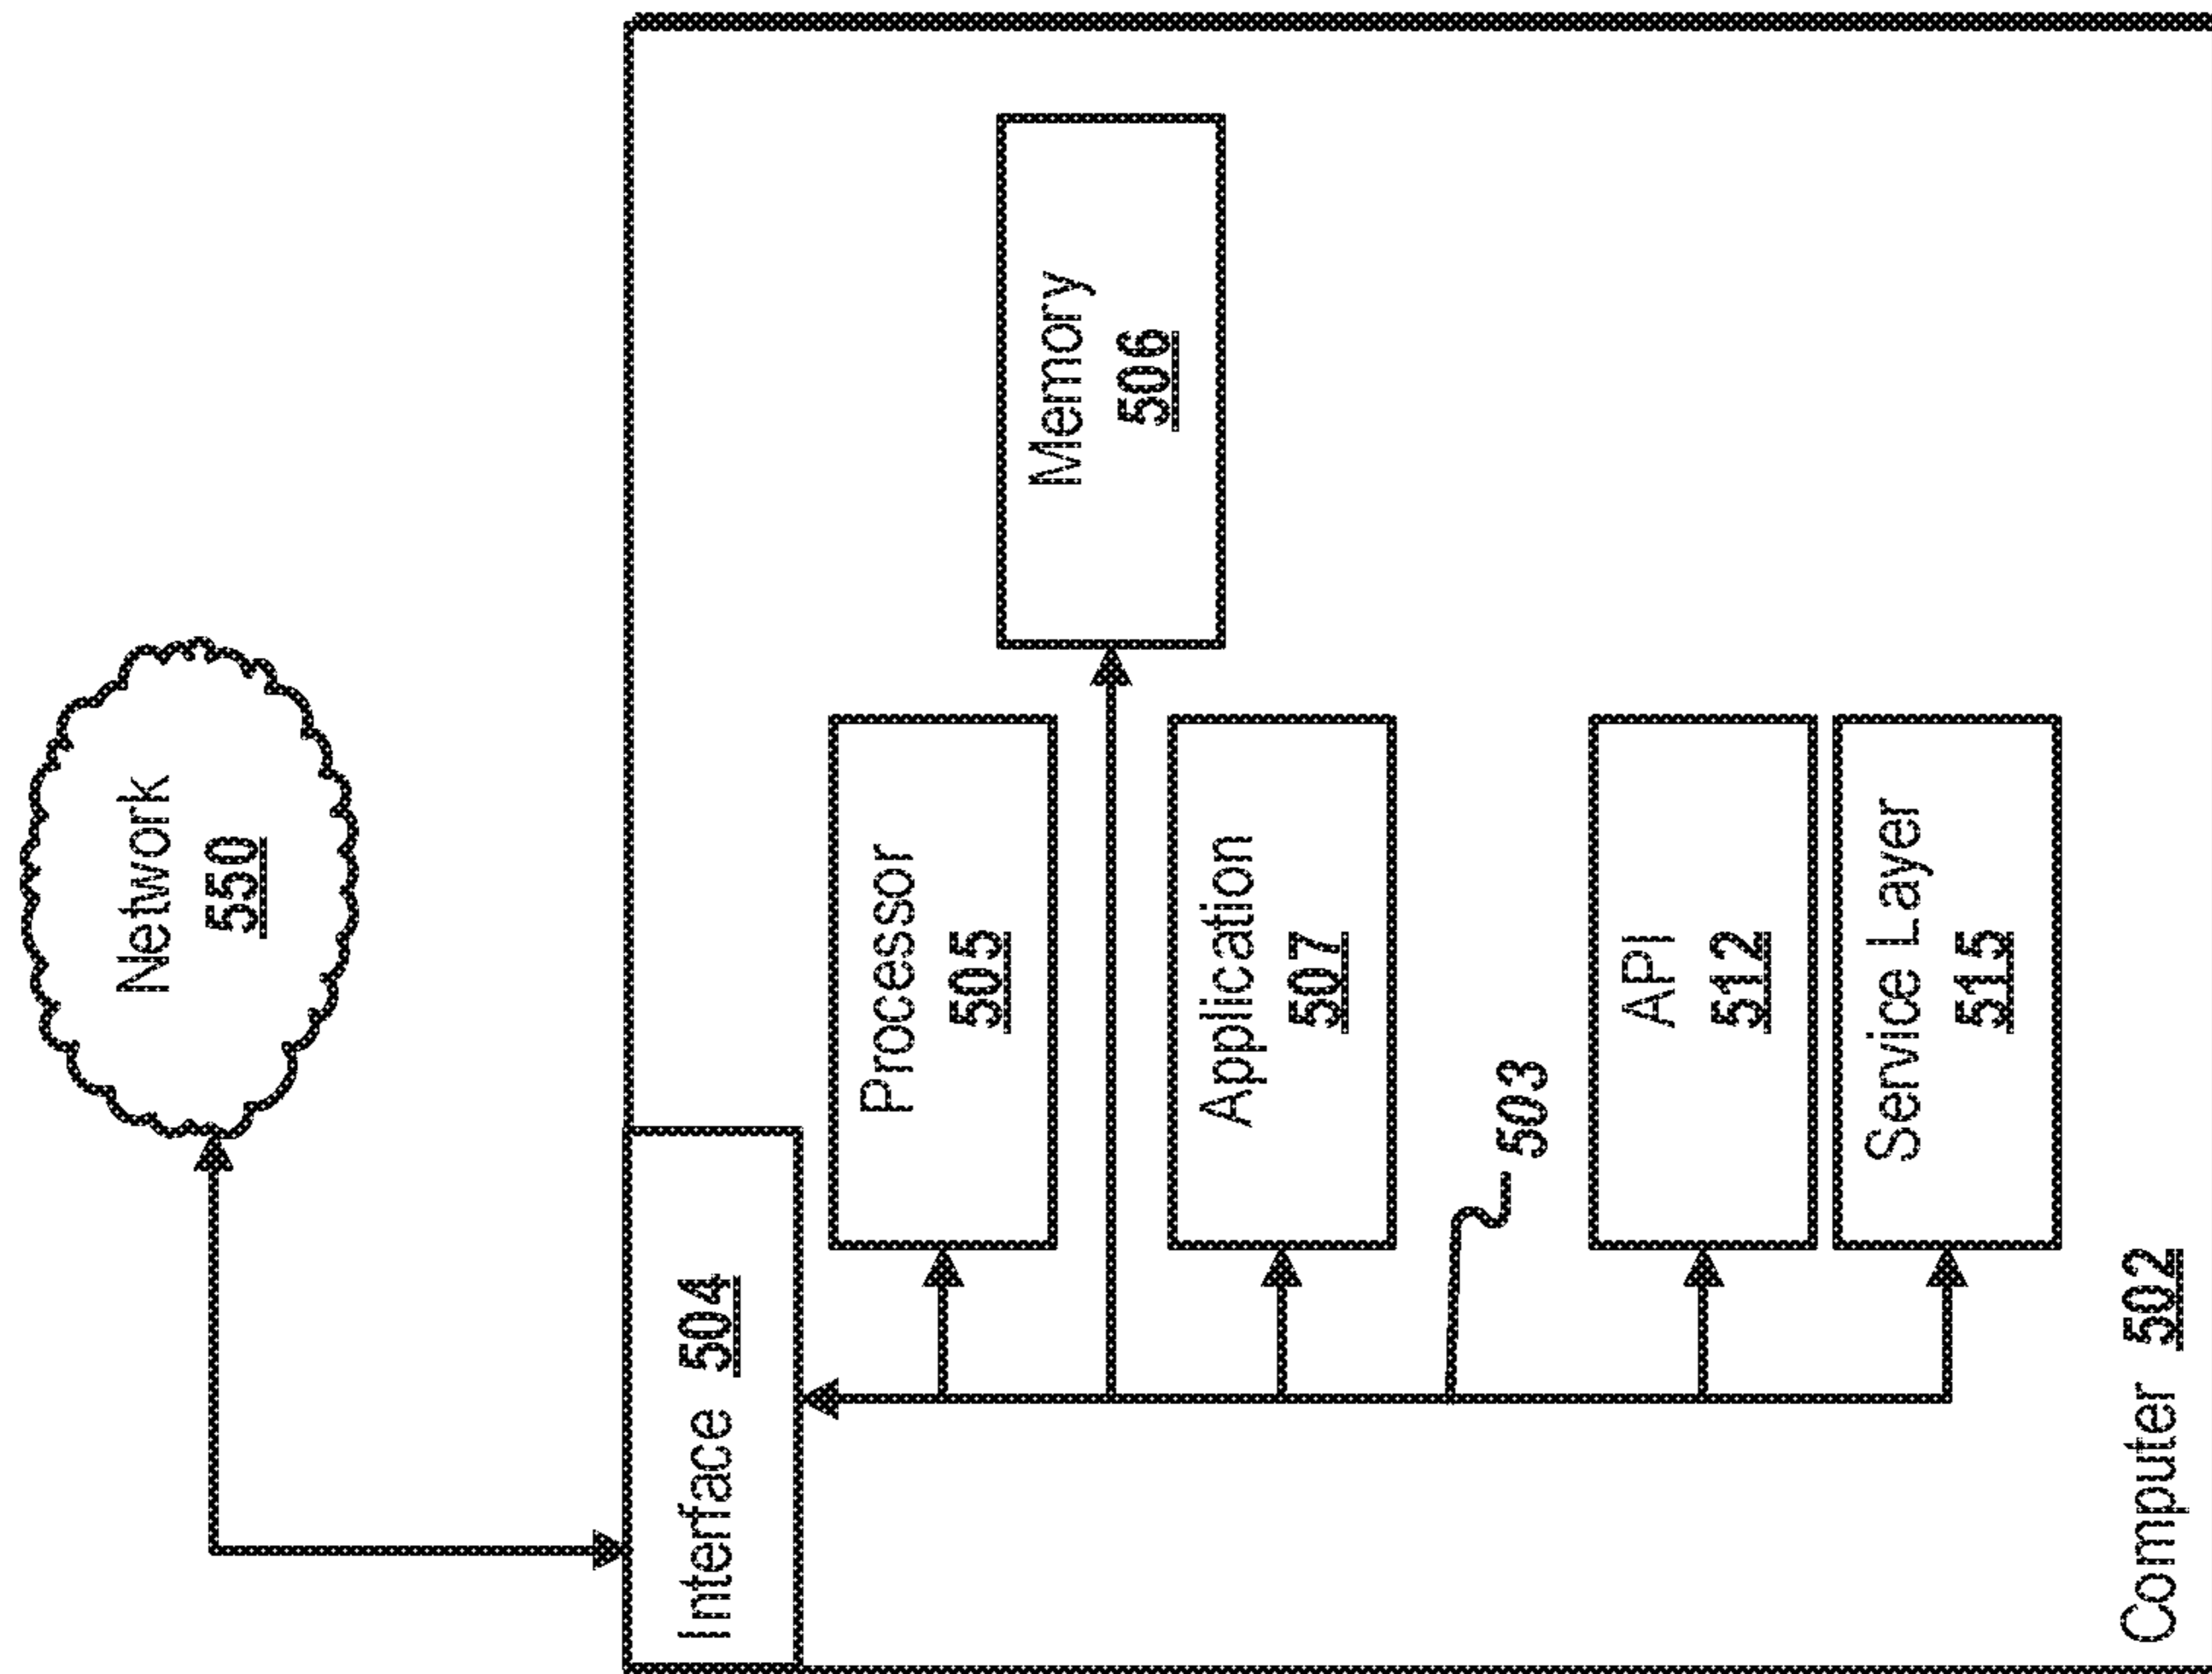 Network
550
Interface 504
Processor
505
Memory
506
Application
507
503
API
512
Service Layer
515
Computer 502